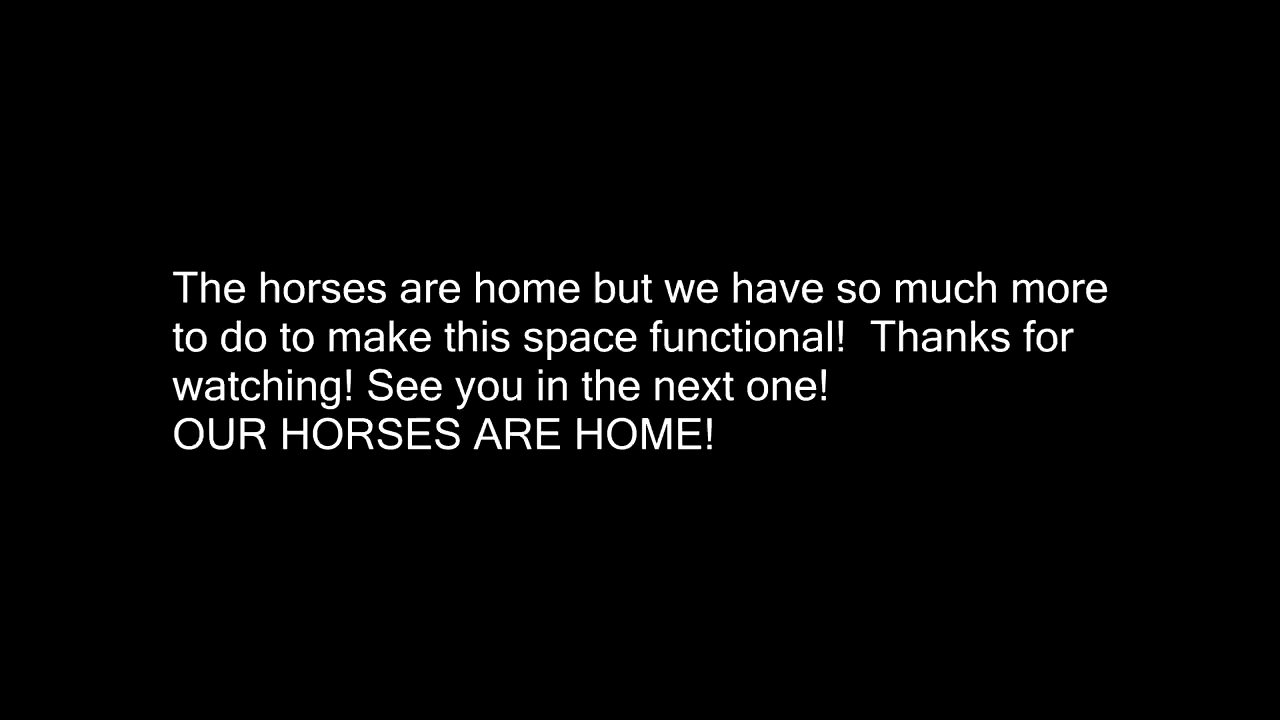 The horses are home but we have so much more
to do to make this space functional!  Thanks for
watching! See you in the next one!
OUR HORSES ARE HOME!